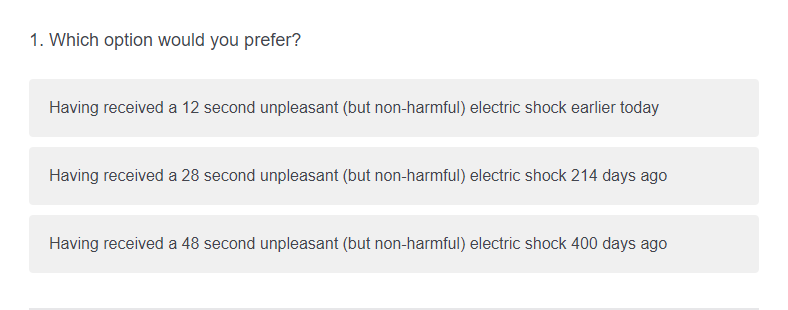 1. Which option would you prefer?
Having received a 12 second unpleasant (but non-harmful) electric shock earlier today
Having received a 28 second unpleasant (but non-harmful) electric shock 214 days ago
Having received a 48 second unpleasant (but non-harmful) electric shock 400 days ago